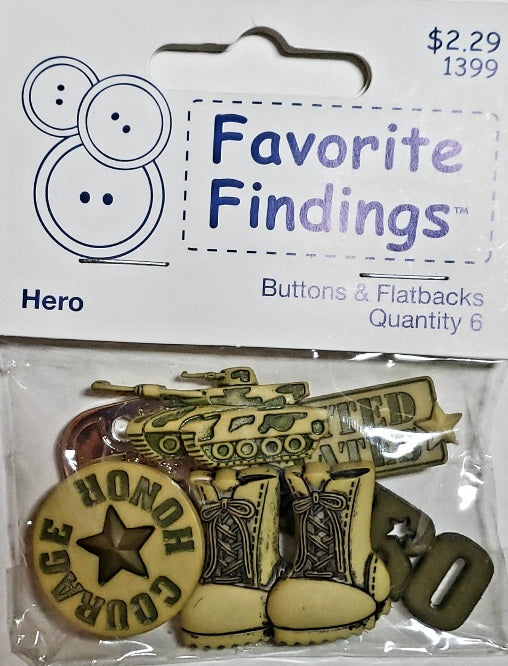 $2.29
1399
Favorite
Findings™
Hero
Buttons & Flatbacks
Quantity 6
HONOR
COURAGE